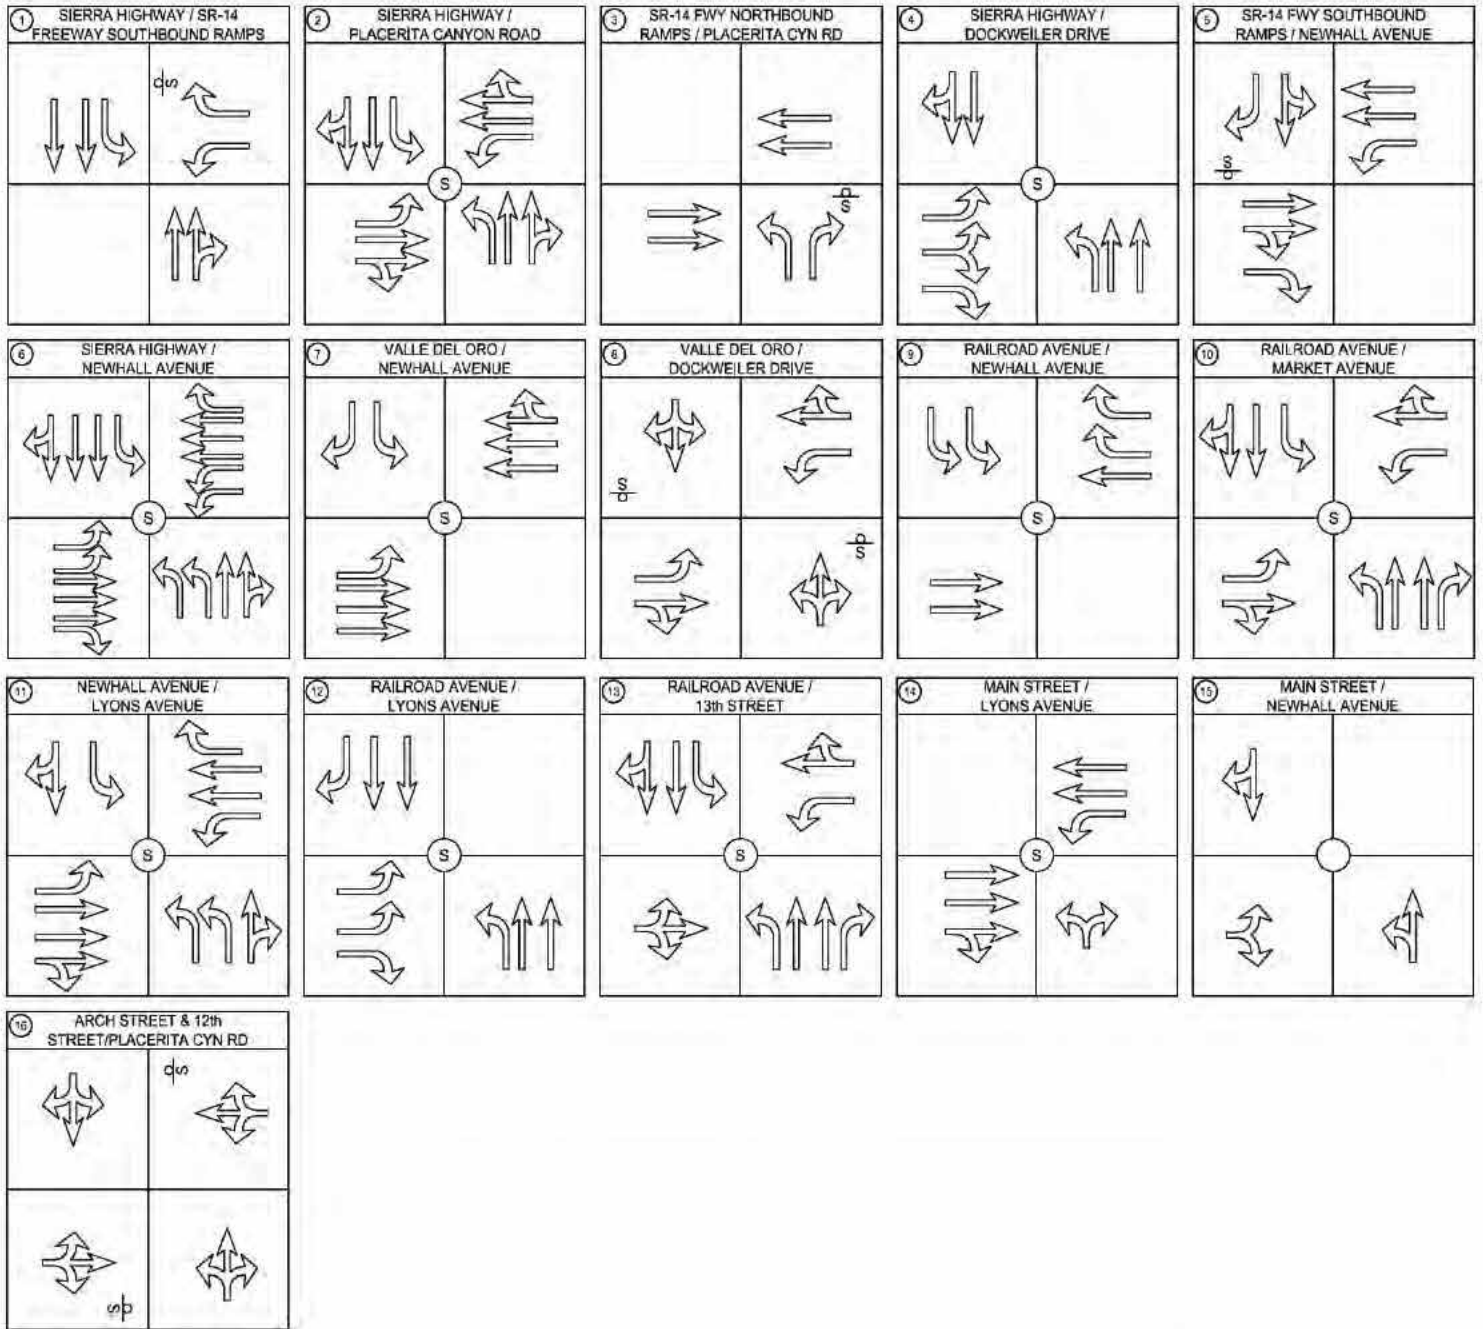 1
SIERRA HIGHWAY / SR-14
FREEWAY SOUTHBOUND RAMPS
S
2
SIERRA HIGHWAY /
PLACERITA CANYON ROAD
S
3
SR-14 FWY NORTHBOUND
RAMPS / PLACERITA CYN RD
S
4
SIERRA HIGHWAY /
DOCKWEILER DRIVE
S
5
SR-14 FWY SOUTHBOUND
RAMPS / NEWHALL AVENUE
S
6
SIERRA HIGHWAY /
NEWHALL AVENUE
S
7
VALLE DEL ORO /
NEWHALL AVENUE
S
8
VALLE DEL ORO /
DOCKWEILER DRIVE
S
S
9
RAILROAD AVENUE /
NEWHALL AVENUE
S
10
RAILROAD AVENUE /
MARKET AVENUE
S
11
NEWHALL AVENUE /
LYONS AVENUE
S
12
RAILROAD AVENUE /
LYONS AVENUE
S
13
RAILROAD AVENUE /
13th STREET
S
14
MAIN STREET /
LYONS AVENUE
S
15
MAIN STREET /
NEWHALL AVENUE
16
ARCH STREET & 12th
STREET/PLACERITA CYN RD
S
S